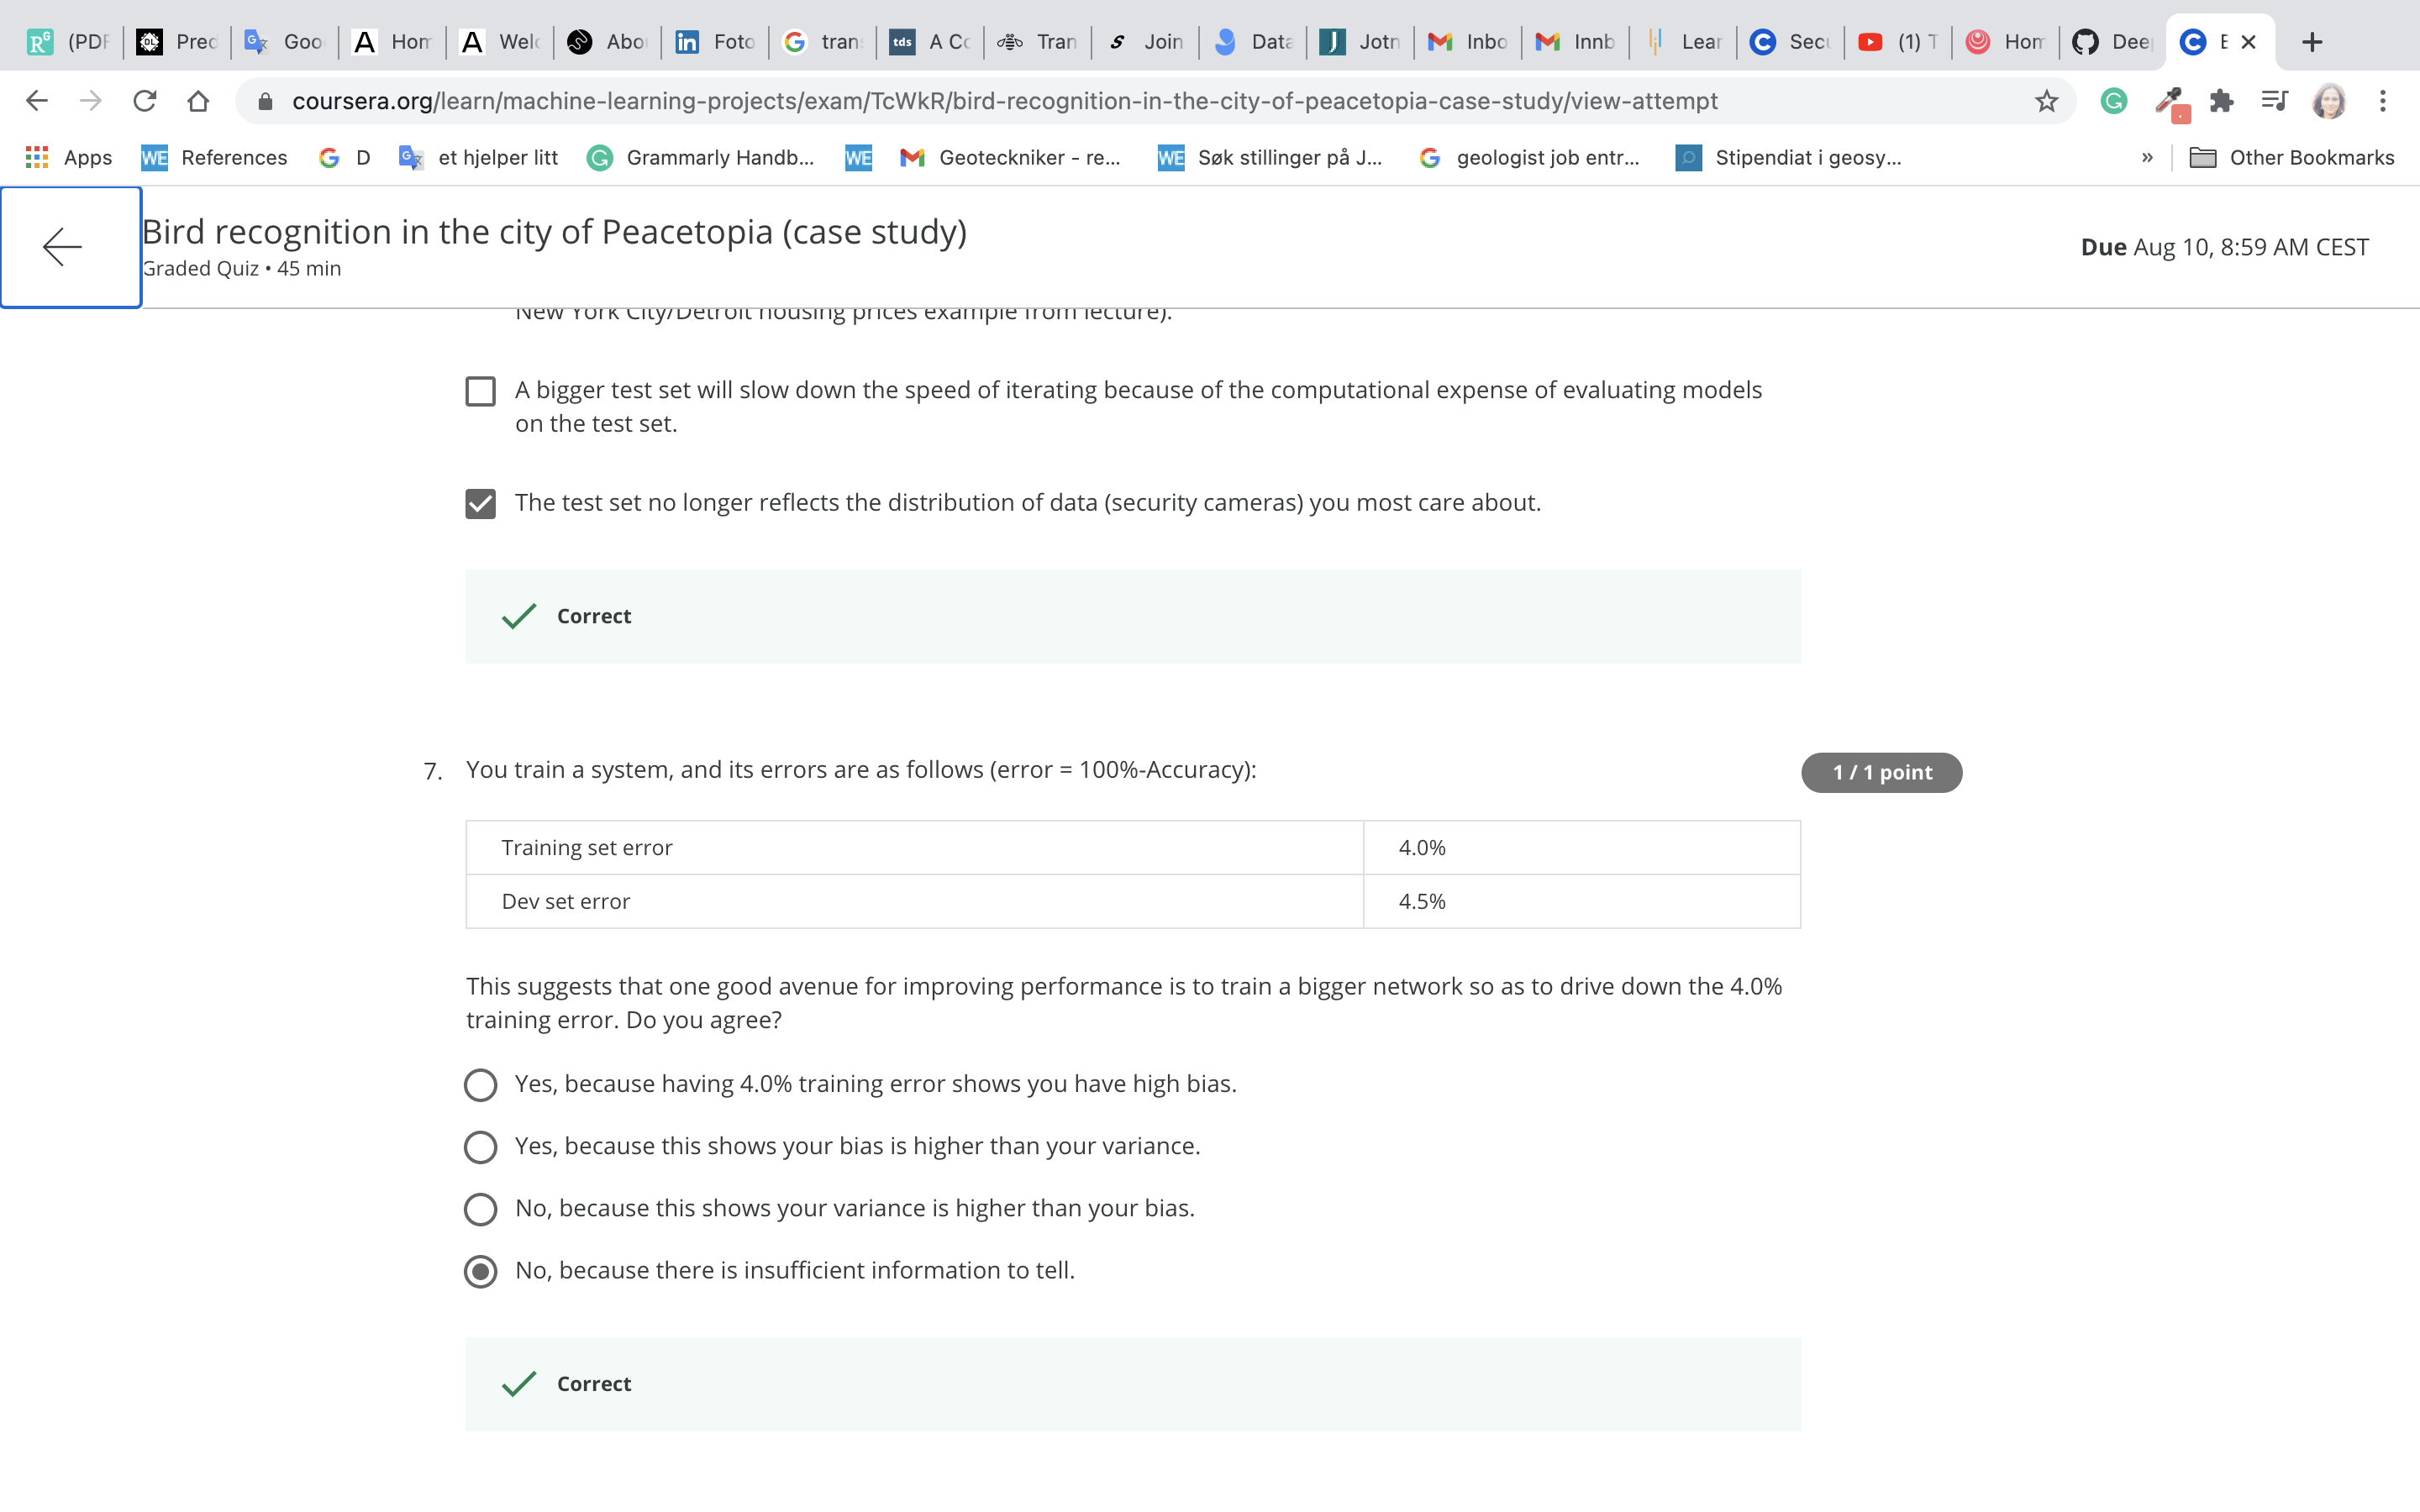 (PDF Pred Goo Hom Welc Abo Foto tran A Co Tran Join Data Jotn Inbo Innb Lear Secu (1) T Hom Deep
coursera.org/learn/machine-learning-projects/exam/TcWkR/bird-recognition-in-the-city-of-peacetopia-case-study/view-attempt
Apps WE References D et hjelper litt Grammarly Handb... WE Geoteckniker - re... WE Søk stillinger på J... geologist job entr... Stipendiat i geosy... » Other Bookmarks
Bird recognition in the city of Peacetopia (case study)
Graded Quiz • 45 min
Due Aug 10, 8:59 AM CEST
New York City/Detroit housing prices example from lecture).
A bigger test set will slow down the speed of iterating because of the computational expense of evaluating models
on the test set.
The test set no longer reflects the distribution of data (security cameras) you most care about.
Correct
7. You train a system, and its errors are as follows (error = 100%-Accuracy):
1 / 1 point
Training set error 4.0%
Dev set error 4.5%
This suggests that one good avenue for improving performance is to train a bigger network so as to drive down the 4.0%
training error. Do you agree?
Yes, because having 4.0% training error shows you have high bias.
Yes, because this shows your bias is higher than your variance.
No, because this shows your variance is higher than your bias.
No, because there is insufficient information to tell.
Correct